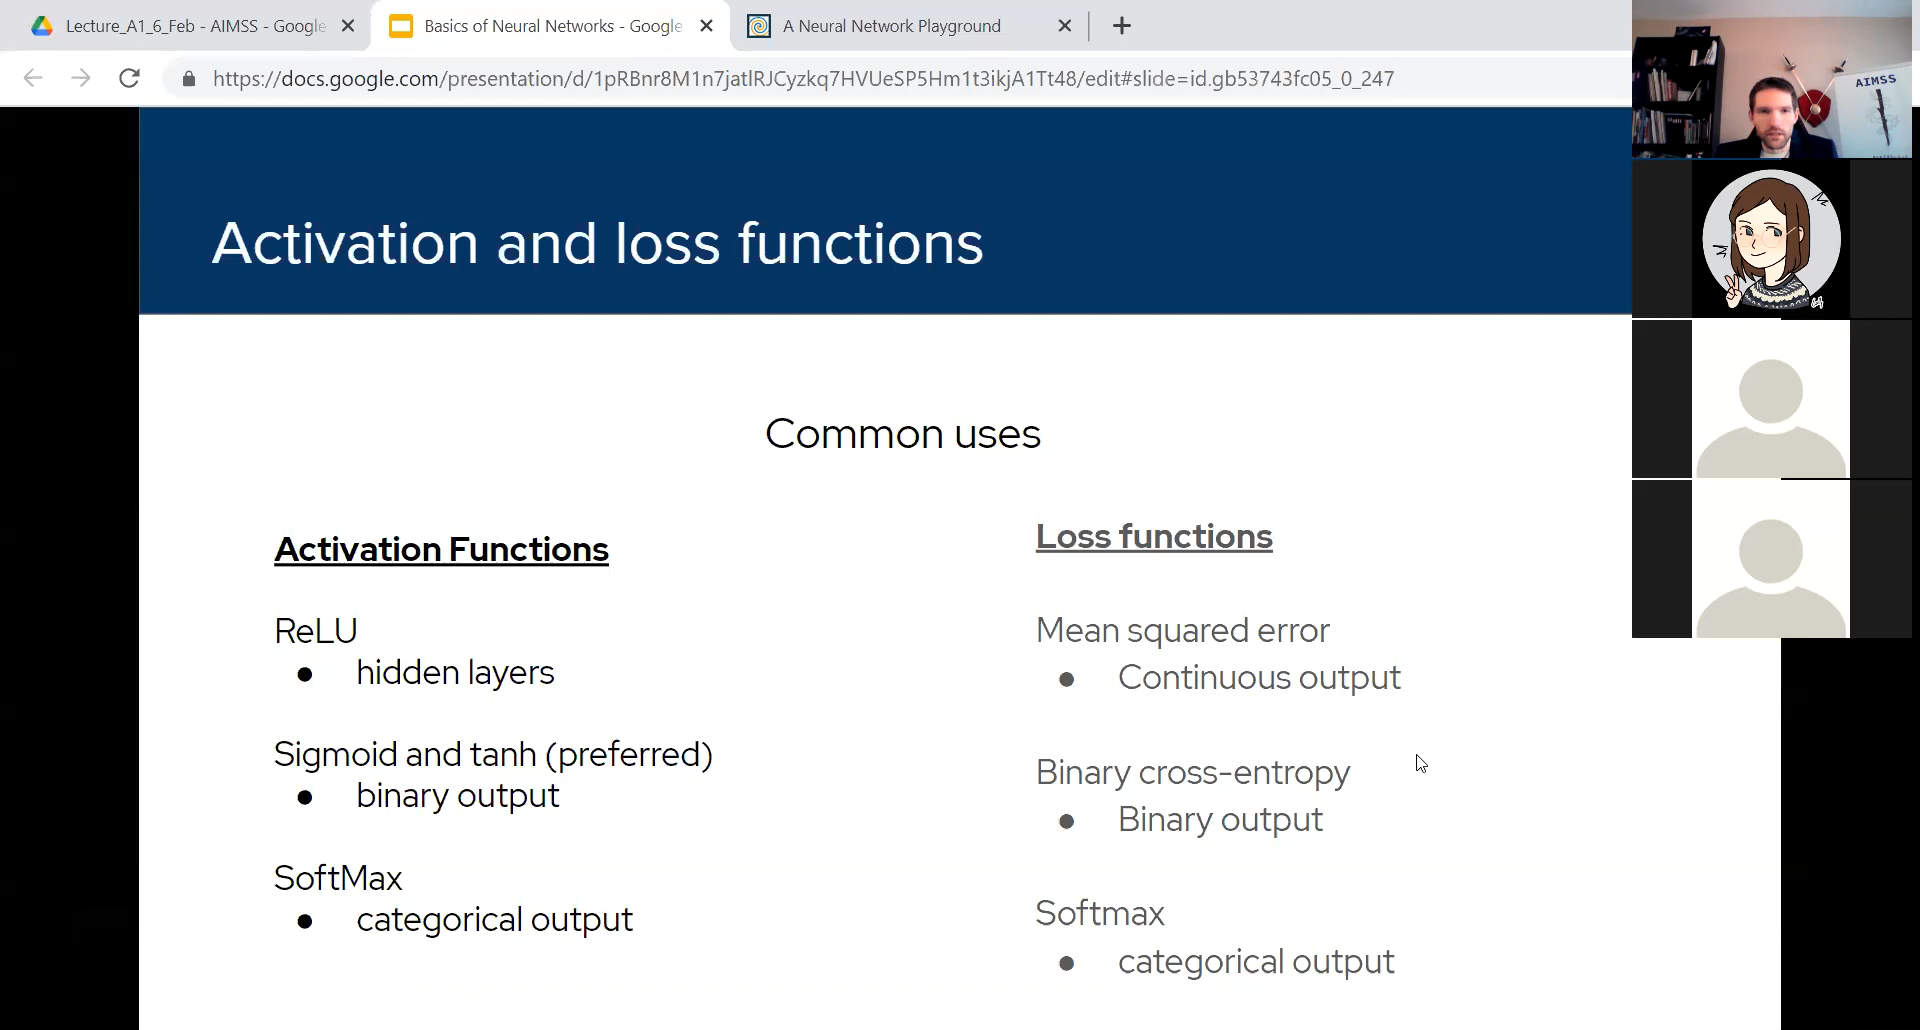 Lecture_A1_6_Feb - AIMSS - Google
Basics of Neural Networks - Google
A Neural Network Playground
https://docs.google.com/presentation/d/1pRBnr8M1n7jatlRJCyzkq7HVUeSP5Hm1t3ikjA1Tt48/edit#slide=id.gb53743fc05_0_247
AIMSS
Activation and loss functions
Common uses
Activation Functions
ReLU
● hidden layers
Sigmoid and tanh (preferred)
● binary output
SoftMax
● categorical output
Loss functions
Mean squared error
● Continuous output
Binary cross-entropy
● Binary output
Softmax
● categorical output